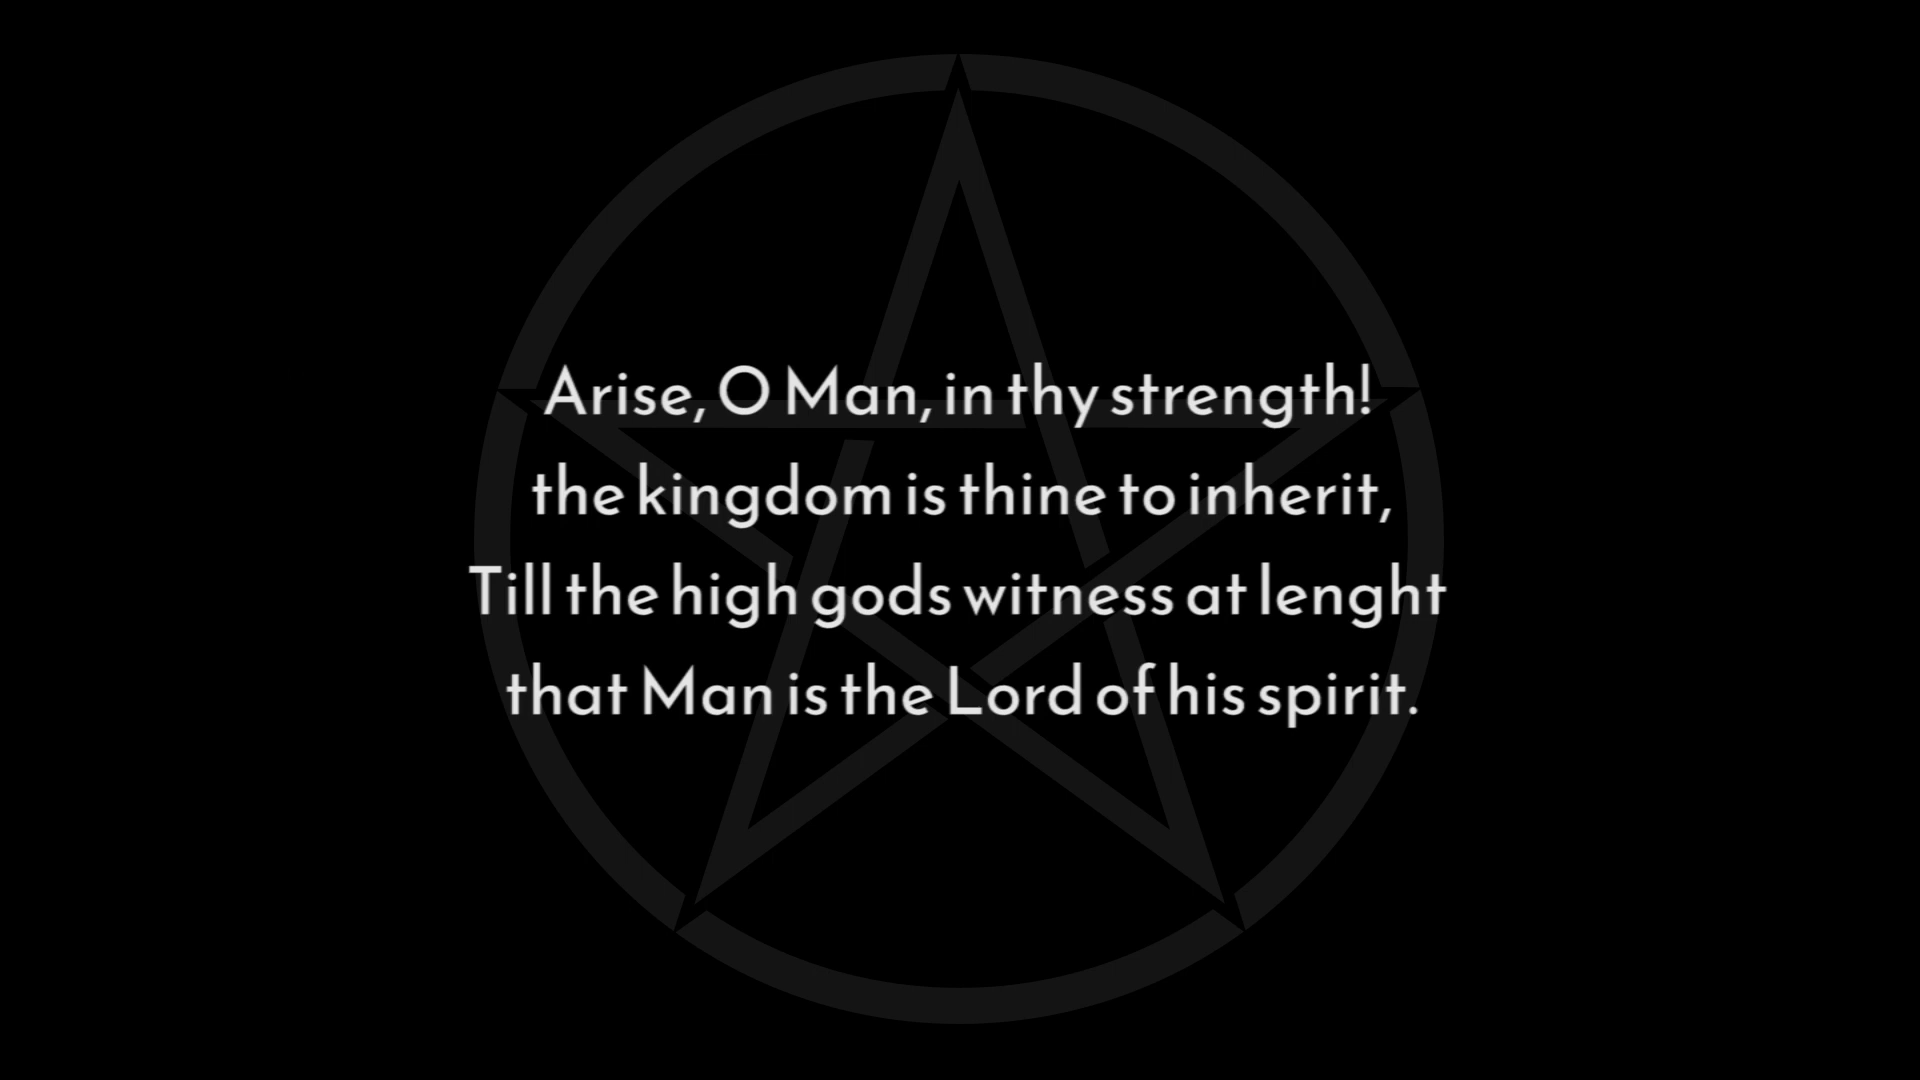 Arise, O Man, in thy strength!
the kingdom is thine to inherit,
Till the high gods witness at lenght
that Man is the Lord of his spirit.